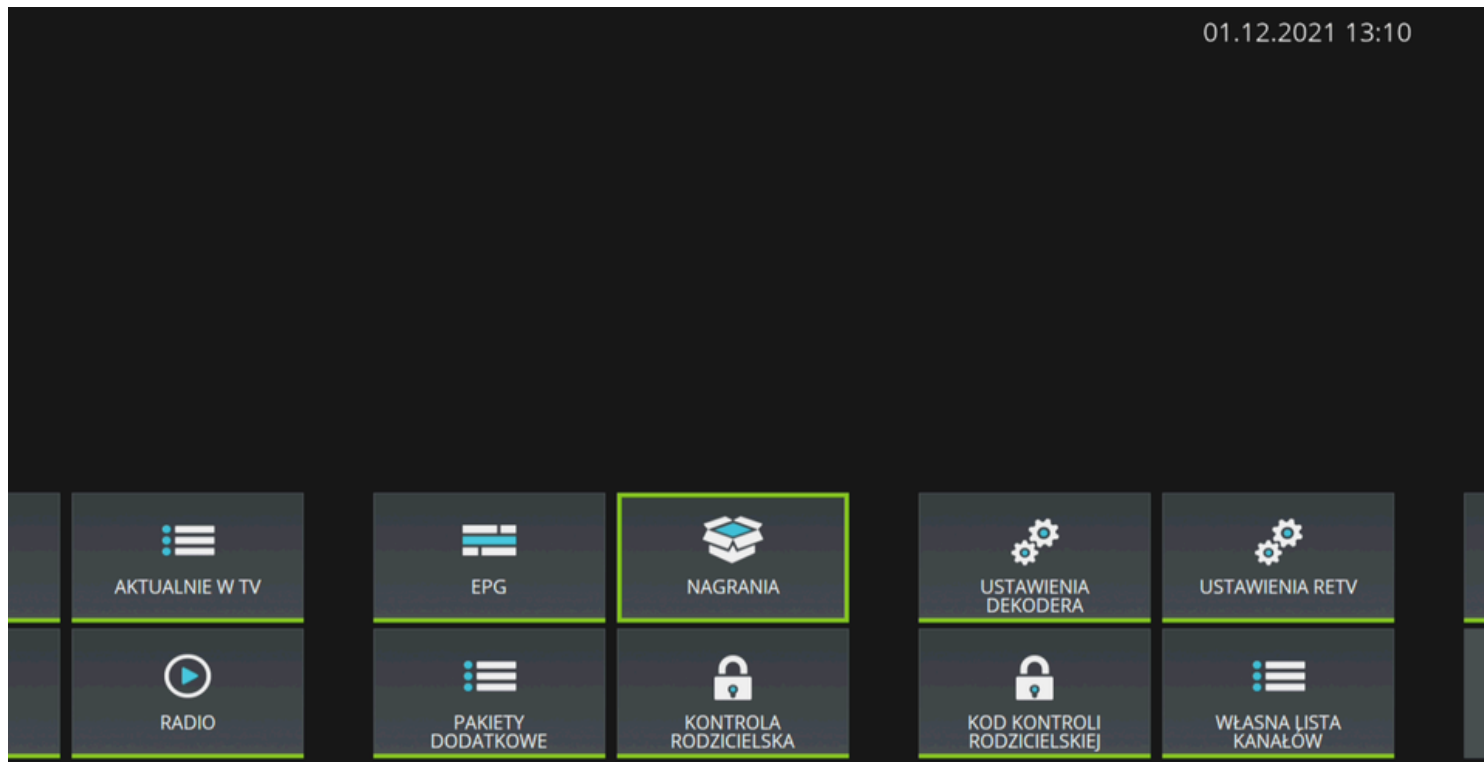 01.12.2021 13:10
AKTUALNIE W TV
EPG
NAGRANIA
USTAWIENIA
DEKODERA
USTAWIENIA RETV
RADIO
PAKIETY
DODATKOWE
KONTROLA
RODZICIELSKA
KOD KONTROLI
RODZICIELSKIEJ
WŁASNA LISTA
KANAŁÓW